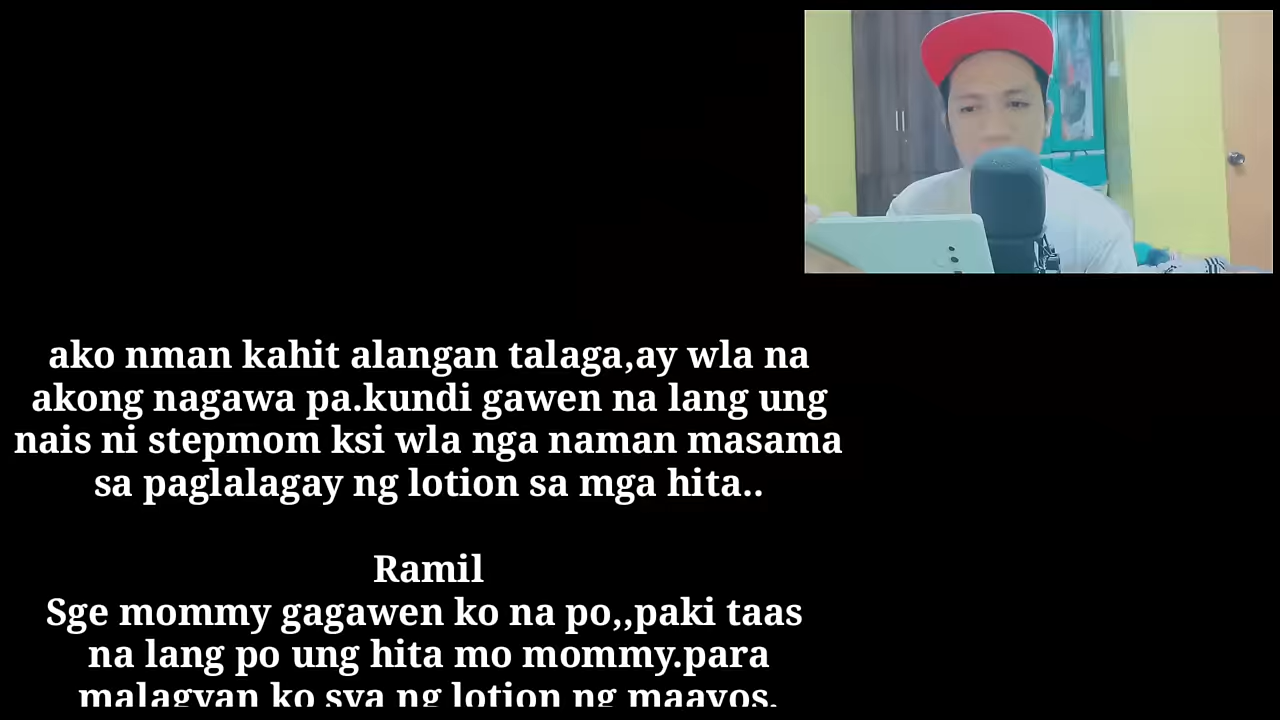 ako nman kahit alangan talaga,ay wla na
akong nagawa pa.kundi gawen na lang ung
nais ni stepmom ksi wla nga naman masama
sa paglalagay ng lotion sa mga hita..
Ramil
Sge mommy gagawen ko na po,,paki taas
na lang po ung hita mo mommy.para
malagyan ko sya ng lotion ng maayos.